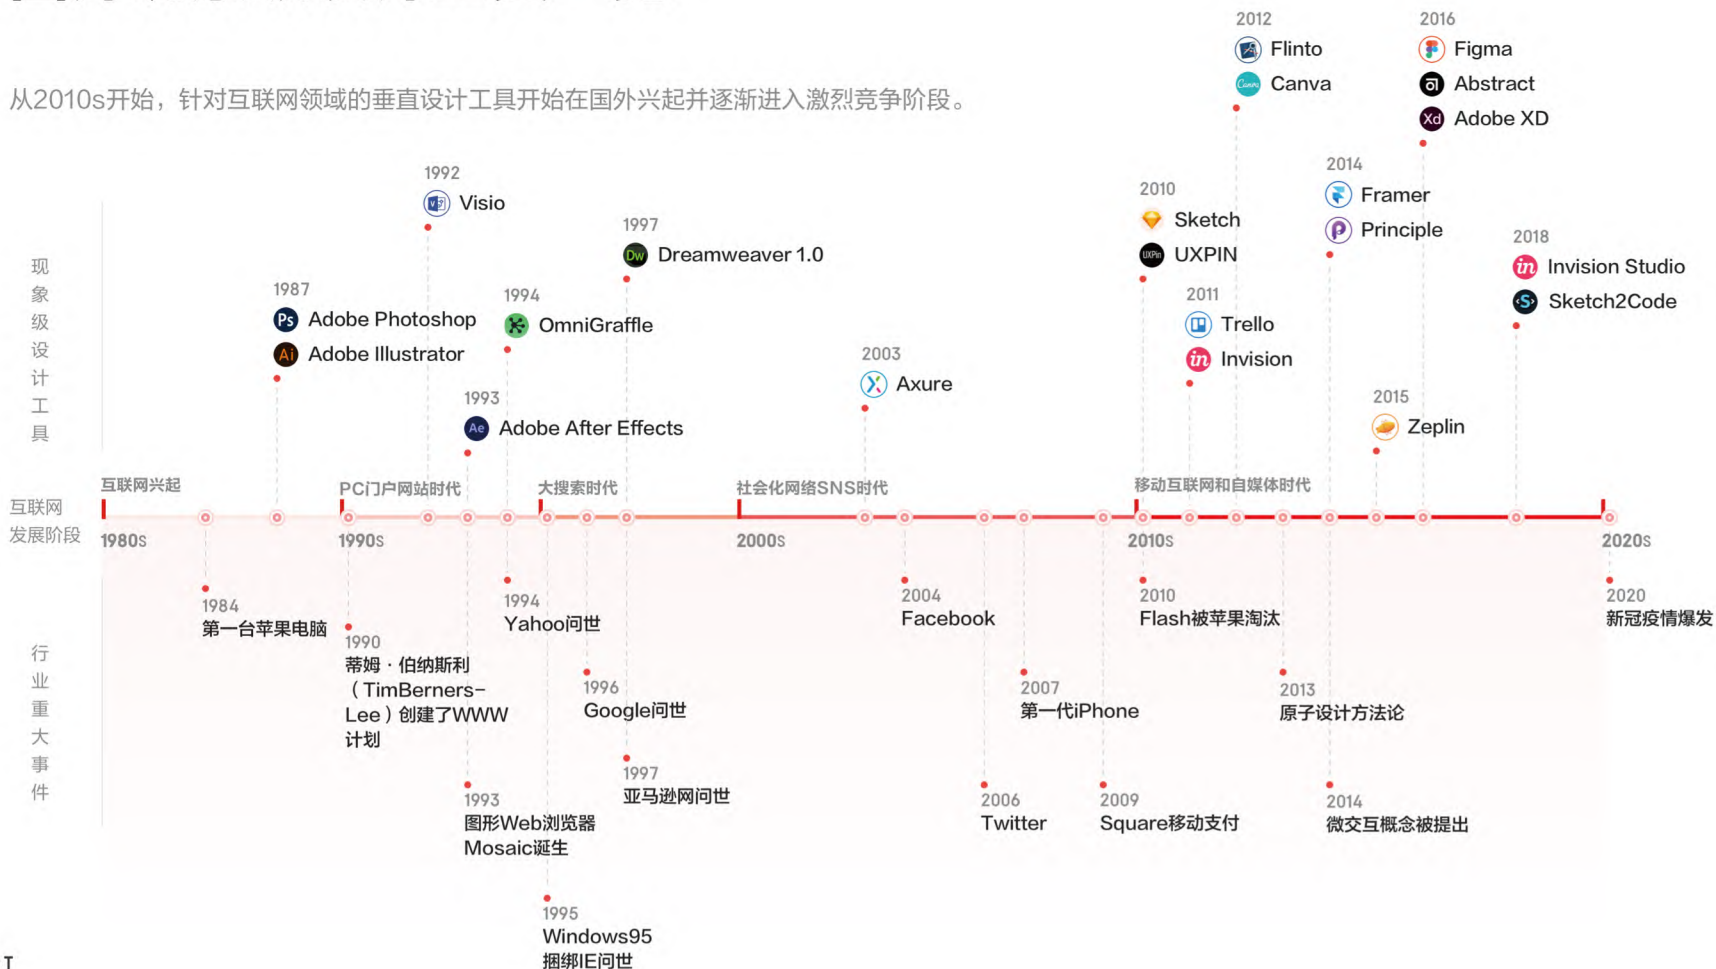 从2010s开始，针对互联网领域的垂直设计工具开始在国外兴起并逐渐进入激烈竞争阶段。
现象级设计工具
1987
Adobe Photoshop
Adobe Illustrator
1992
Visio
1993
Adobe After Effects
1994
OmniGraffle
1997
Dreamweaver 1.0
2003
Axure
2010
Sketch
UXPIN
2011
Trello
Invision
2012
Flinto
Canva
2014
Framer
Principle
2015
Zeplin
2016
Figma
Abstract
Adobe XD
2018
Invision Studio
Sketch2Code
互联网
发展阶段
互联网兴起
PC门户网站时代
大搜索时代
社会化网络SNS时代
移动互联网和自媒体时代
1980s
1990s
2000s
2010s
2020s
行业重大事件
1984
第一台苹果电脑
1990
蒂姆·伯纳斯利
（TimBerners-
Lee）创建了WWW
计划
1993
图形Web浏览器
Mosaic诞生
1994
Yahoo问世
1995
Windows95
捆绑IE问世
1996
Google问世
1997
亚马逊网问世
2004
Facebook
2006
Twitter
2007
第一代iPhone
2009
Square移动支付
2010
Flash被苹果淘汰
2013
原子设计方法论
2014
微交互概念被提出
2020
新冠疫情爆发